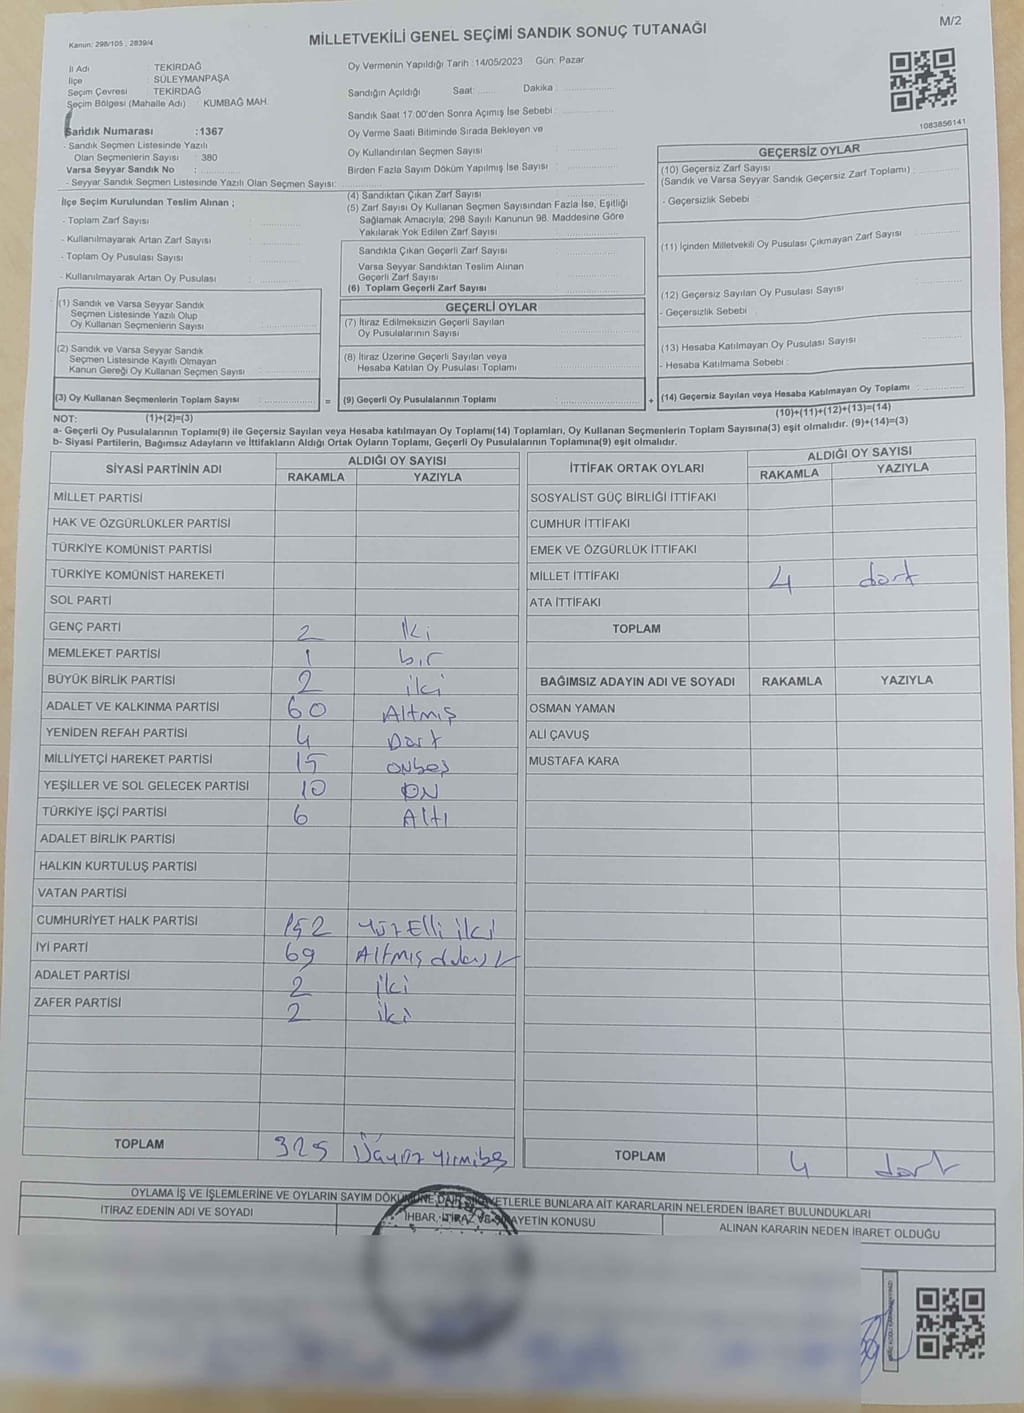 M/2
Kanun: 298/105 ; 2839/4
MİLLETVEKİLİ GENEL SEÇİMİ SANDIK SONUÇ TUTANAĞI
İl Adı : TEKİRDAĞ
İlçe : SÜLEYMANPAŞA
Seçim Çevresi : TEKİRDAĞ
Seçim Bölgesi (Mahalle Adı) : KUMBAĞ MAH.
Sandık Numarası :1367
- Sandık Seçmen Listesinde Yazılı
Olan Seçmenlerin Sayısı : 380
Varsa Seyyar Sandık No :
- Seyyar Sandık Seçmen Listesinde Yazılı Olan Seçmen Sayısı:
İlçe Seçim Kurulundan Teslim Alınan ;
- Toplam Zarf Sayısı
- Kullanılmayarak Artan Zarf Sayısı
- Toplam Oy Pusulası Sayısı
- Kullanılmayarak Artan Oy Pusulası
(1) Sandık ve Varsa Seyyar Sandık
Seçmen Listesinde Yazılı Olup
Oy Kullanan Seçmenlerin Sayısı
(2) Sandık ve Varsa Seyyar Sandık
Seçmen Listesinde Kayıtlı Olmayan
Kanun Gereği Oy Kullanan Seçmen Sayısı
(3) Oy Kullanan Seçmenlerin Toplam Sayısı =
(1)+(2)=(3)
Oy Vermenin Yapıldığı Tarih :14/05/2023 Gün: Pazar
Sandığın Açıldığı Saat: Dakika :
Sandık Saat 17:00'den Sonra Açımış İse Sebebi :
Oy Verme Saati Bitiminde Sırada Bekleyen ve
Oy Kullandırılan Seçmen Sayısı :
Birden Fazla Sayım Döküm Yapılmış İse Sayısı :
(4) Sandıktan Çıkan Zarf Sayısı
(5) Zarf Sayısı Oy Kullanan Seçmen Sayısından Fazla İse, Eşitliği
Sağlamak Amacıyla; 298 Sayılı Kanunun 98. Maddesine Göre
Yakılarak Yok Edilen Zarf Sayısı
Sandıkta Çıkan Geçerli Zarf Sayısı
Varsa Seyyar Sandıktan Teslim Alınan
Geçerli Zarf Sayısı
(6) Toplam Geçerli Zarf Sayısı
GEÇERLİ OYLAR
(7) İtiraz Edilmeksizin Geçerli Sayılan
Oy Pusulalarının Sayısı
(8) İtiraz Üzerine Geçerli Sayılan veya
Hesaba Katılan Oy Pusulası Toplamı
(9) Geçerli Oy Pusulalarının Toplamı +
1083856141
GEÇERSİZ OYLAR
(10) Geçersiz Zarf Sayısı
(Sandık ve Varsa Seyyar Sandık Geçersiz Zarf Toplamı) :
- Geçersizlik Sebebi :
(11) İçinden Milletvekili Oy Pusulası Çıkmayan Zarf Sayısı
(12) Geçersiz Sayılan Oy Pusulası Sayısı
- Geçersizlik Sebebi
(13) Hesaba Katılmayan Oy Pusulası Sayısı
- Hesaba Katılmama Sebebi :
(14) Geçersiz Sayılan veya Hesaba Katılmayan Oy Toplamı :
(10)+(11)+(12)+(13)=(14)
NOT:
a- Geçerli Oy Pusulalarının Toplamı(9) ile Geçersiz Sayılan veya Hesaba katılmayan Oy Toplamı(14) Toplamları, Oy Kullanan Seçmenlerin Toplam Sayısına(3) eşit olmalıdır. (9)+(14)=(3)
b- Siyasi Partilerin, Bağımsız Adayların ve İttifakların Aldığı Ortak Oyların Toplamı, Geçerli Oy Pusulalarının Toplamına(9) eşit olmalıdır.
SİYASİ PARTİNİN ADI ALDIĞI OY SAYISI
RAKAMLA YAZIYLA
MİLLET PARTİSİ
HAK VE ÖZGÜRLÜKLER PARTİSİ
TÜRKİYE KOMÜNİST PARTİSİ
TÜRKİYE KOMÜNİST HAREKETİ
SOL PARTİ
GENÇ PARTİ 2 İki
MEMLEKET PARTİSİ 1 bir
BÜYÜK BİRLİK PARTİSİ 2 iki
ADALET VE KALKINMA PARTİSİ 60 Altmış
YENİDEN REFAH PARTİSİ 4 Dört
MİLLİYETÇİ HAREKET PARTİSİ 15 onbeş
YEŞİLLER VE SOL GELECEK PARTİSİ 10 ON
TÜRKİYE İŞÇİ PARTİSİ 6 Altı
ADALET BİRLİK PARTİSİ
HALKIN KURTULUŞ PARTİSİ
VATAN PARTİSİ
CUMHURİYET HALK PARTİSİ 152 Yüz Elli iki
İYİ PARTİ 69 Altmış dokuz
ADALET PARTİSİ 2 iki
ZAFER PARTİSİ 2 iki
TOPLAM 325 Üçyüz yirmibeş
İTTİFAK ORTAK OYLARI ALDIĞI OY SAYISI
RAKAMLA YAZIYLA
SOSYALİST GÜÇ BİRLİĞİ İTTİFAKI
CUMHUR İTTİFAKI
EMEK VE ÖZGÜRLÜK İTTİFAKI
MİLLET İTTİFAKI 4 dört
ATA İTTİFAKI
TOPLAM
BAĞIMSIZ ADAYIN ADI VE SOYADI RAKAMLA YAZIYLA
OSMAN YAMAN
ALİ ÇAVUŞ
MUSTAFA KARA
TOPLAM 4 dört
OYLAMA İŞ VE İŞLEMLERİNE VE OYLARIN SAYIM DÖKÜMÜNE DAİR ŞİKAYETLERLE BUNLARA AİT KARARLARIN NELERDEN İBARET BULUNDUKLARI
İTİRAZ EDENİN ADI VE SOYADI
İHBAR, İTİRAZ VE ŞİKAYETİN KONUSU
ALINAN KARARIN NEDEN İBARET OLDUĞU